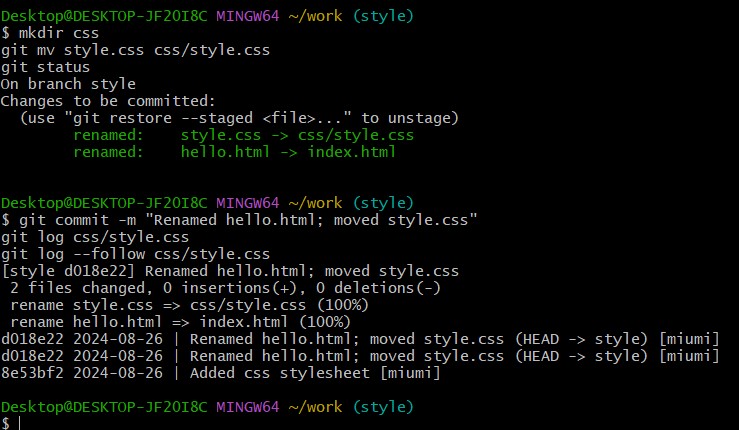 Desktop@DESKTOP-JF2OI8C MINGW64 ~/work (style)
$ mkdir css
git mv style.css css/style.css
git status
On branch style
Changes to be committed:
  (use "git restore --staged <file>..." to unstage)
        renamed:    style.css -> css/style.css
        renamed:    hello.html -> index.html
Desktop@DESKTOP-JF2OI8C MINGW64 ~/work (style)
$ git commit -m "Renamed hello.html; moved style.css"
git log css/style.css
git log --follow css/style.css
[style d018e22] Renamed hello.html; moved style.css
 2 files changed, 0 insertions(+), 0 deletions(-)
 rename style.css => css/style.css (100%)
 rename hello.html => index.html (100%)
d018e22 2024-08-26 | Renamed hello.html; moved style.css (HEAD -> style) [miumi]
d018e22 2024-08-26 | Renamed hello.html; moved style.css (HEAD -> style) [miumi]
8e53bf2 2024-08-26 | Added css stylesheet [miumi]
Desktop@DESKTOP-JF2OI8C MINGW64 ~/work (style)
$